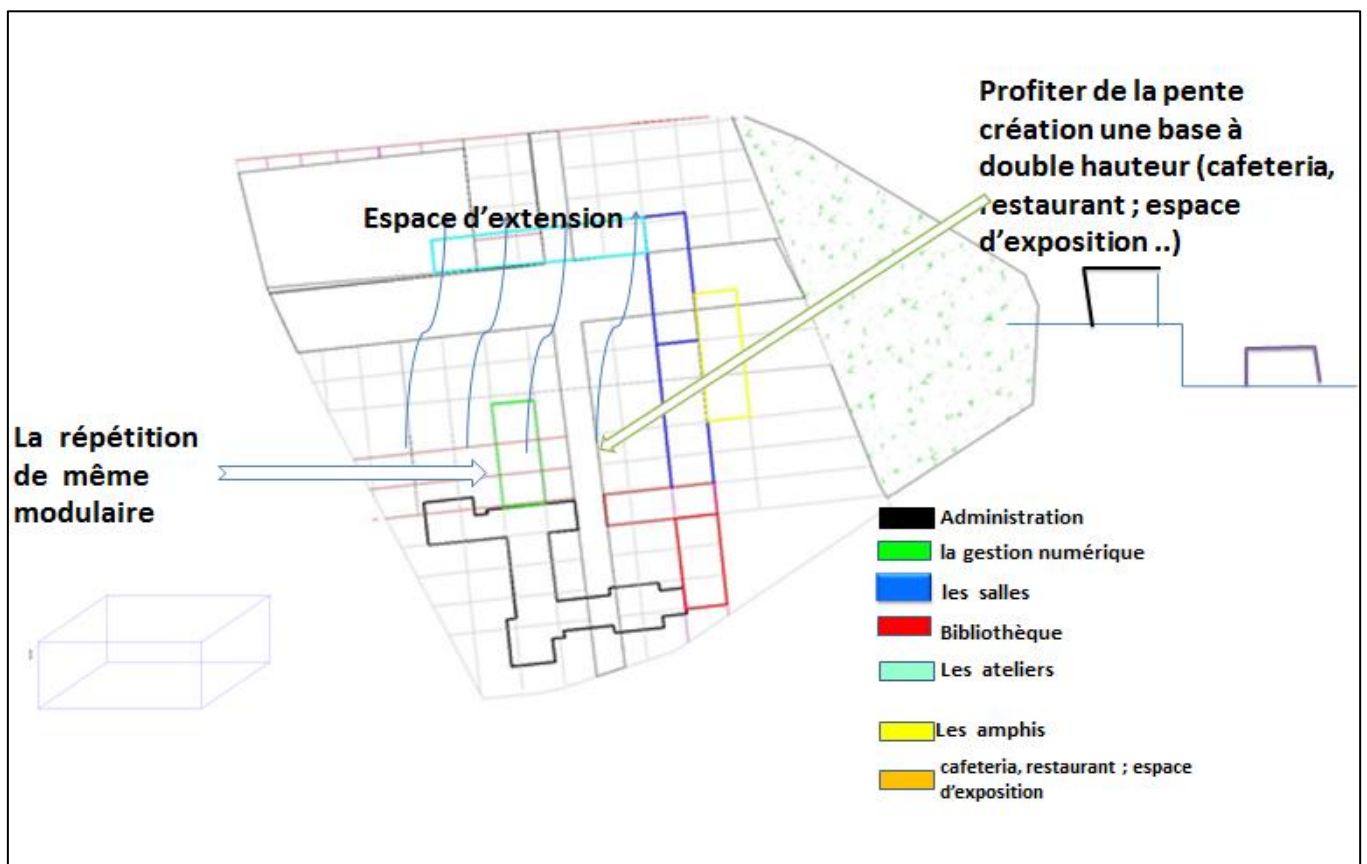 Profiter de la pente
création une base à
double hauteur (cafeteria,
restaurant ; espace
d'exposition ..)
Espace d'extension
La répétition
de même
modulaire
Administration
la gestion numérique
les salles
Bibliothèque
Les ateliers
Les amphis
cafeteria, restaurant ; espace
d'exposition